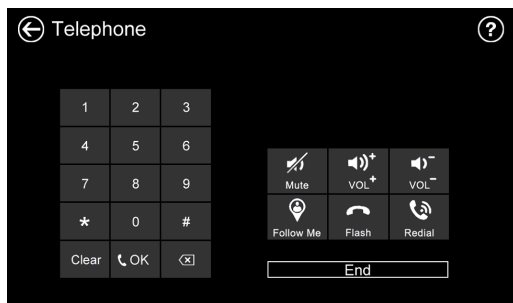 Telephone
?
1 2 3
4 5 6
7 8 9
* 0 #
Clear OK
Mute VOL+ VOL−
Follow Me Flash Redial
End